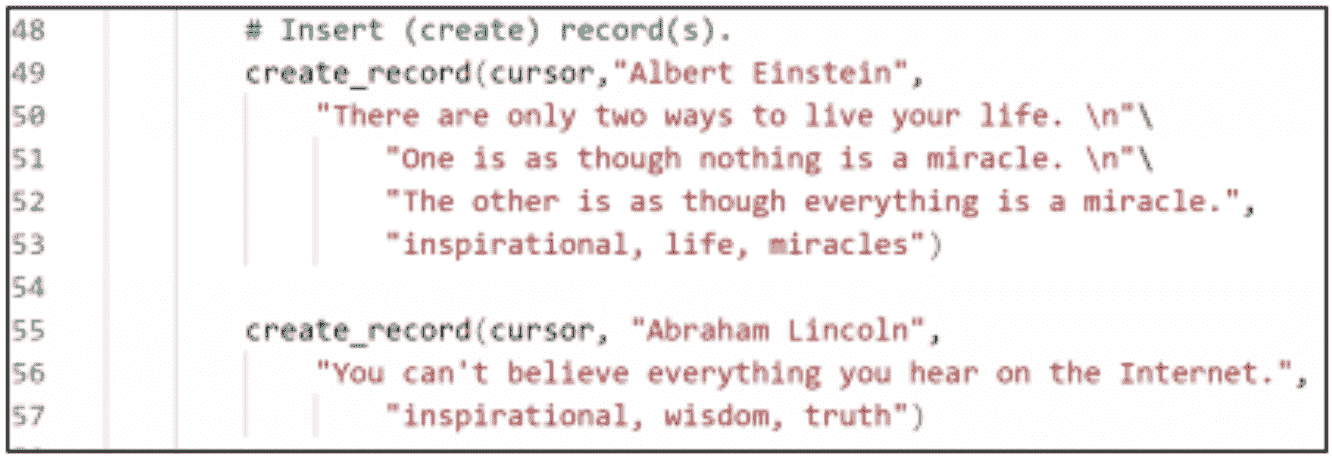 48 # Insert (create) record(s).
49 create_record(cursor,"Albert Einstein",
50 "There are only two ways to live your life. \n"\
51 "One is as though nothing is a miracle. \n"\
52 "The other is as though everything is a miracle.",
53 "inspirational, life, miracles")
54
55 create_record(cursor, "Abraham Lincoln",
56 "You can't believe everything you hear on the Internet.",
57 "inspirational, wisdom, truth")